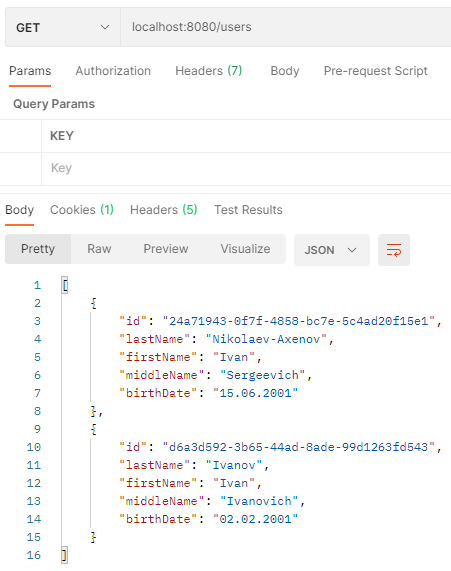 GET localhost:8080/users
Params Authorization Headers (7) Body Pre-request Script
Query Params
KEY
Key
Body Cookies (1) Headers (5) Test Results
Pretty Raw Preview Visualize JSON
1 [
2 {
3 "id": "24a71943-0f7f-4858-bc7e-5c4ad20f15e1",
4 "lastName": "Nikolaev-Axenov",
5 "firstName": "Ivan",
6 "middleName": "Sergeevich",
7 "birthDate": "15.06.2001"
8 },
9 {
10 "id": "d6a3d592-3b65-44ad-8ade-99d1263fd543",
11 "lastName": "Ivanov",
12 "firstName": "Ivan",
13 "middleName": "Ivanovich",
14 "birthDate": "02.02.2001"
15 }
16 ]